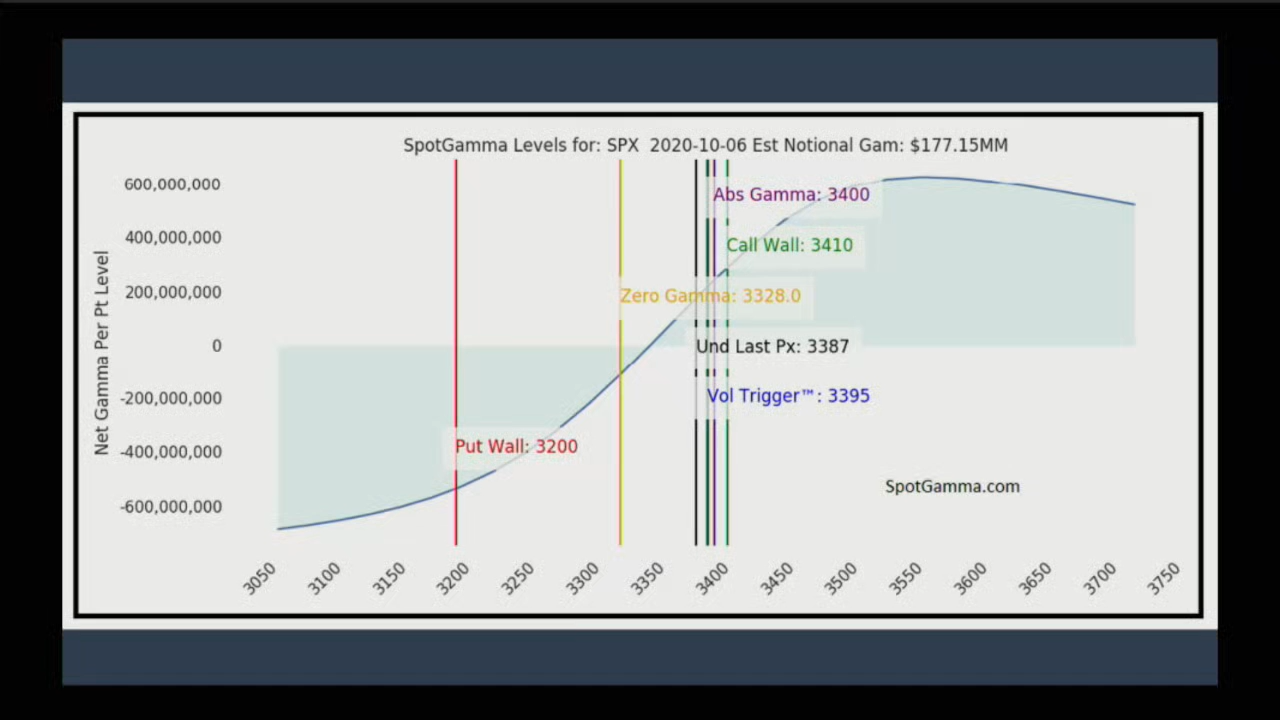 SpotGamma Levels for: SPX  2020-10-06 Est Notional Gam: $177.15MM
Net Gamma Per Pt Level
600,000,000
400,000,000
200,000,000
0
-200,000,000
-400,000,000
-600,000,000
Abs Gamma: 3400
Call Wall: 3410
Zero Gamma: 3328.0
Und Last Px: 3387
Vol Trigger™: 3395
Put Wall: 3200
SpotGamma.com
3050 3100 3150 3200 3250 3300 3350 3400 3450 3500 3550 3600 3650 3700 3750